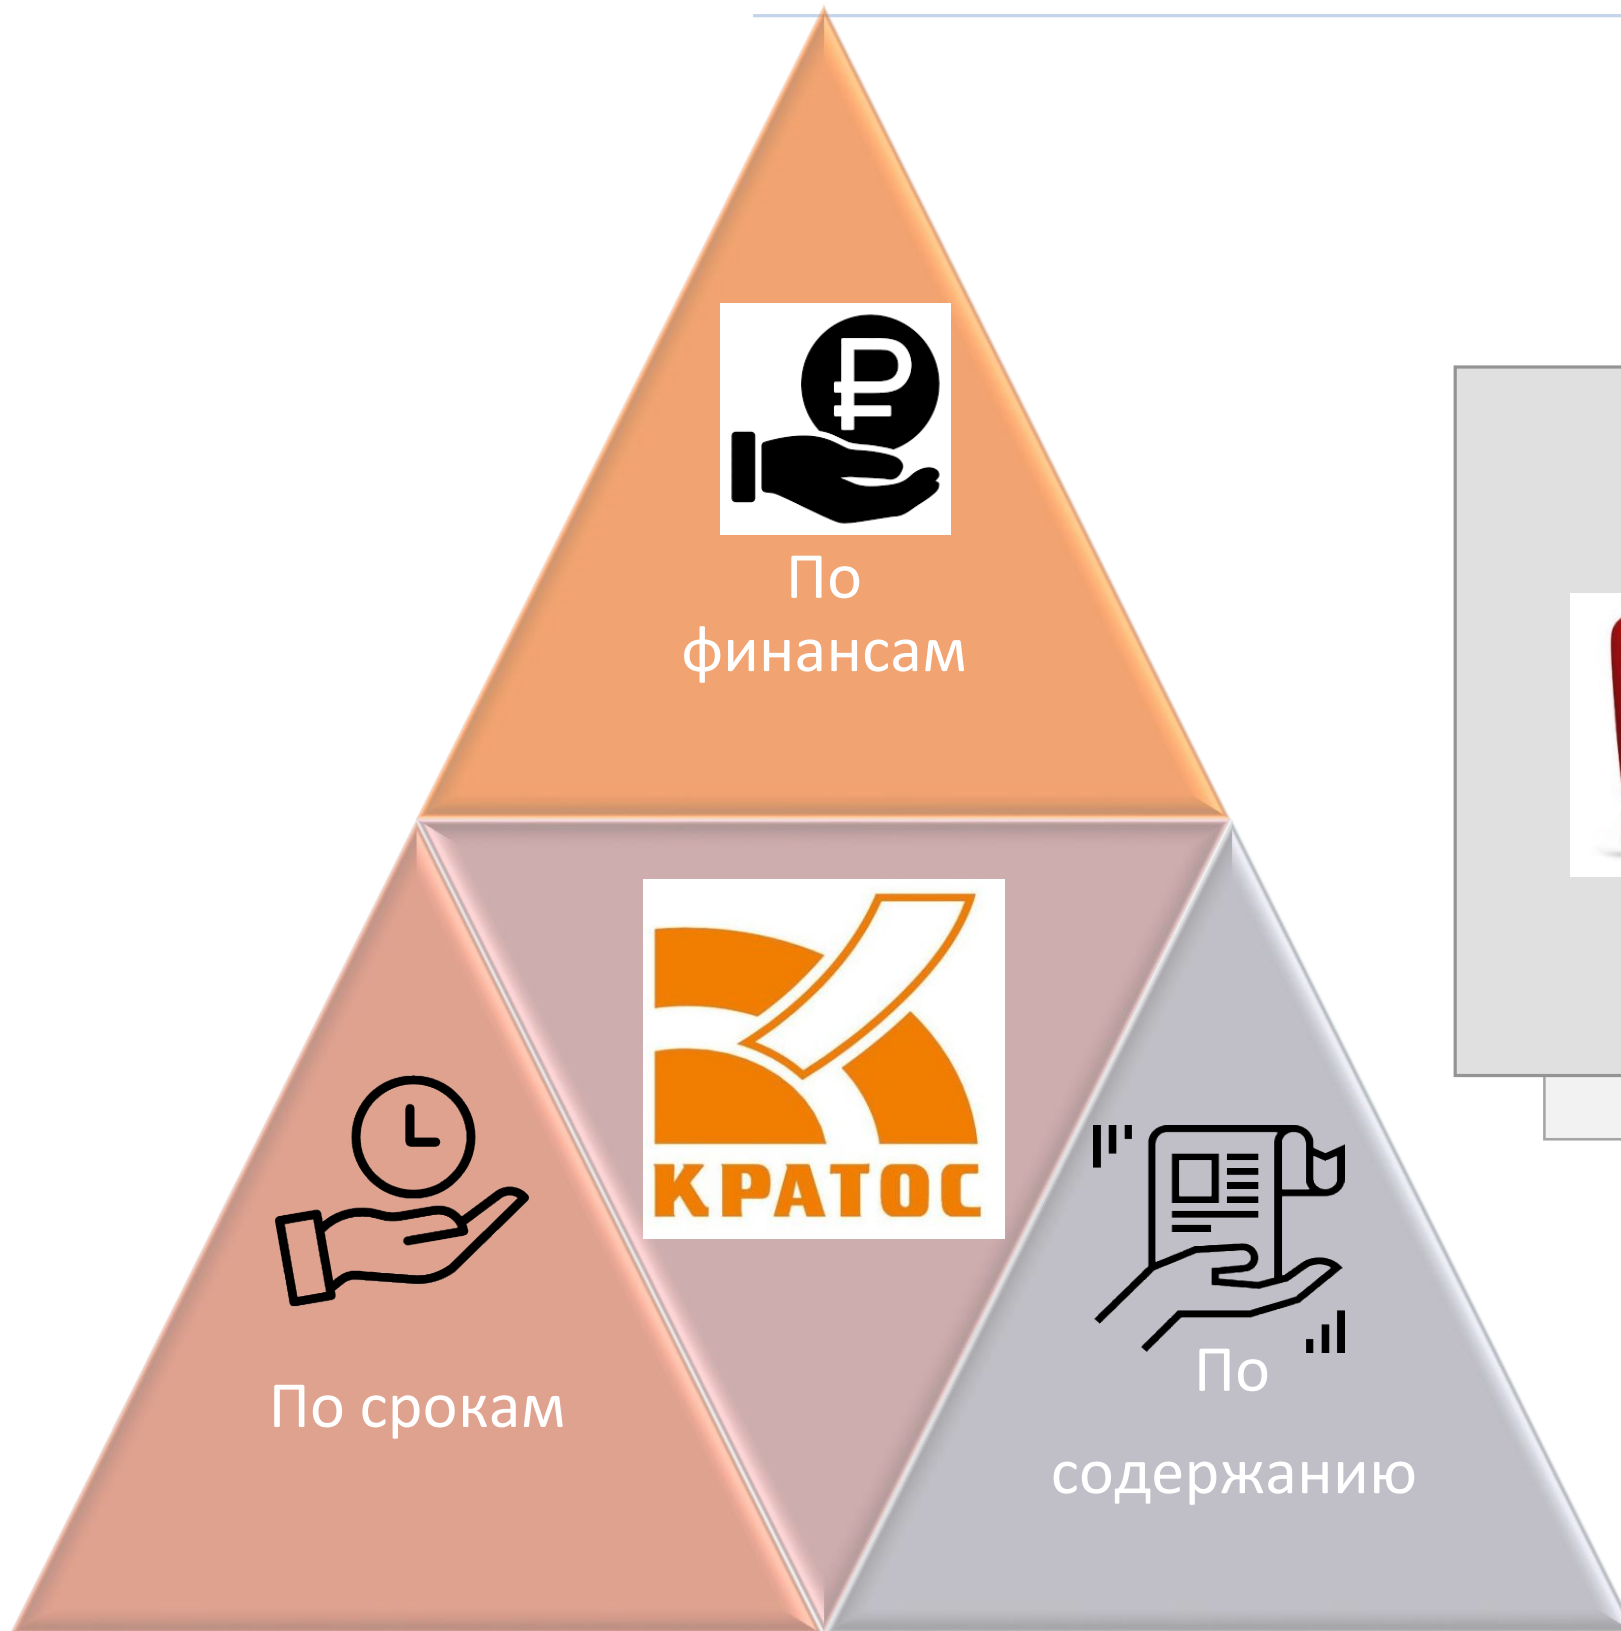 По
финансам
КРАТОС
По срокам
По
содержанию